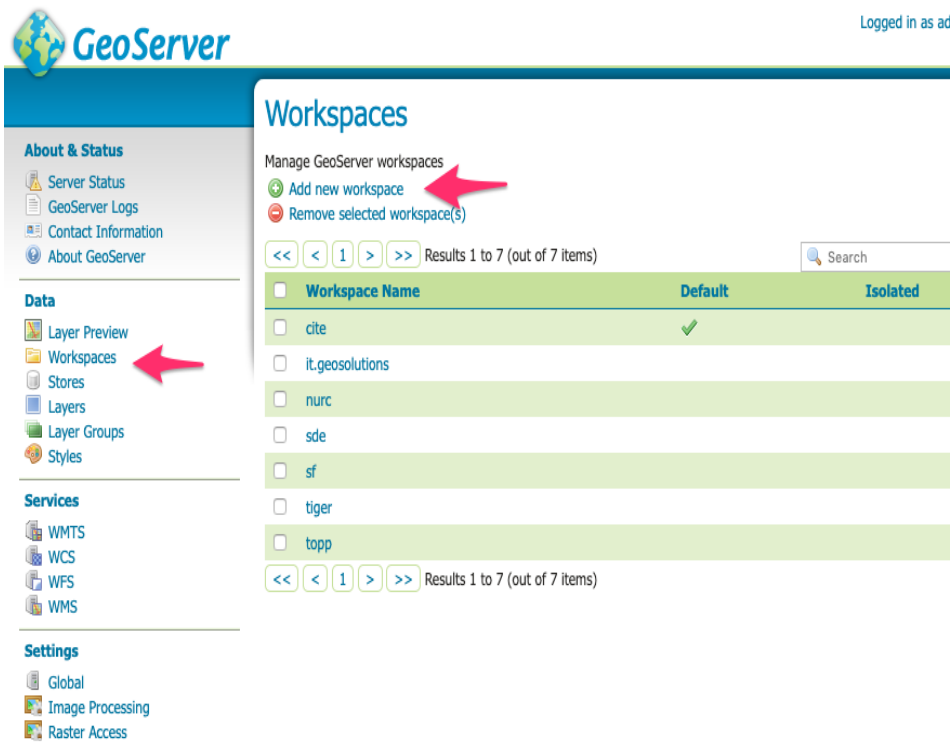 GeoServer
Logged in as ad
About & Status
Server Status
GeoServer Logs
Contact Information
About GeoServer
Data
Layer Preview
Workspaces
Stores
Layers
Layer Groups
Styles
Services
WMTS
WCS
WFS
WMS
Settings
Global
Image Processing
Raster Access
Workspaces
Manage GeoServer workspaces
Add new workspace
Remove selected workspace(s)
<< < 1 > >> Results 1 to 7 (out of 7 items) Search
Workspace Name Default Isolated
cite
it.geosolutions
nurc
sde
sf
tiger
topp
<< < 1 > >> Results 1 to 7 (out of 7 items)